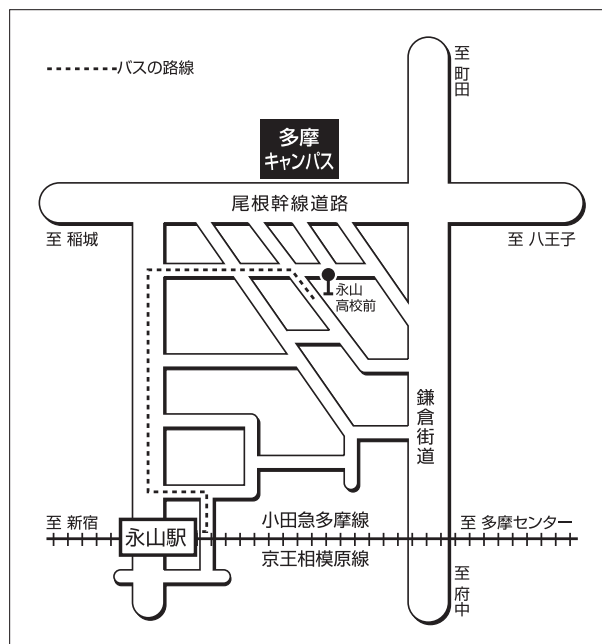 バスの路線
至町田
多摩
キャンパス
尾根幹線道路
至 稲城
至 八王子
永山
高校前
鎌倉街道
至 新宿
小田急多摩線
至 多摩センター
永山駅
京王相模原線
至府中